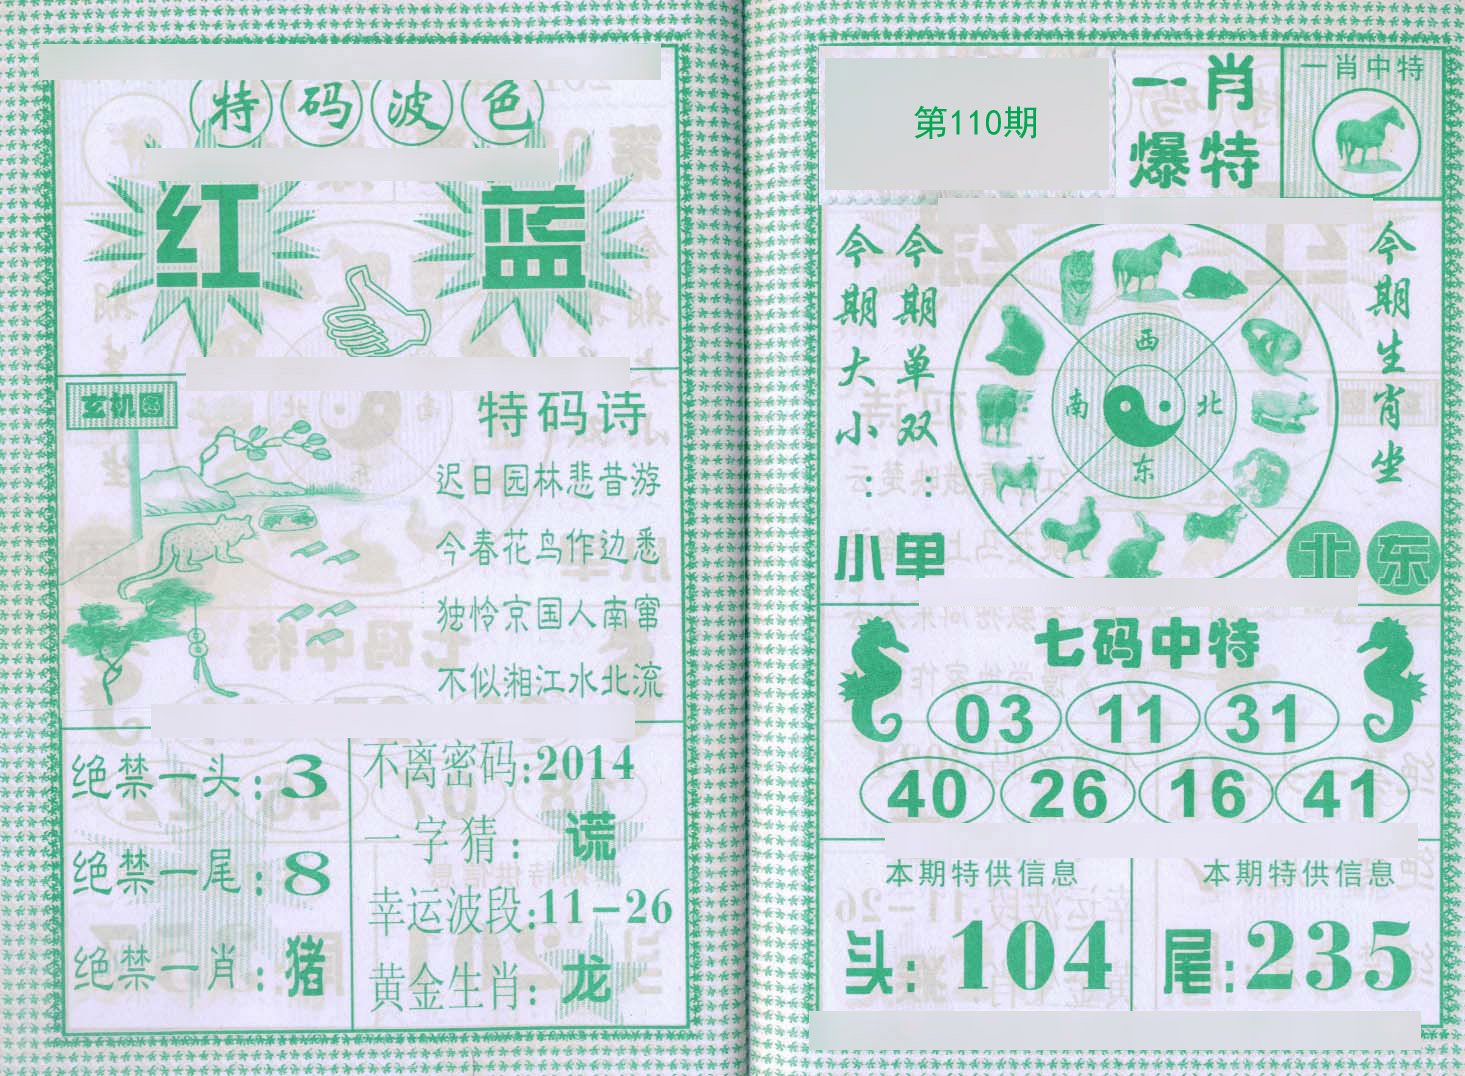 特码波色
红 蓝
玄机图
特码诗
迟日园林悲昔游
今春花鸟作边愁
独怜京国人南窜
不似湘江水北流
绝禁一头:3
绝禁一尾:8
绝禁一肖:猪
不离密码:2014
一字猜:谎
幸运波段:11-26
黄金生肖:龙
第110期
一肖
爆特
一肖中特
今期大小:小
今期单双:单
西
南 北
东
今期生肖坐
北东
七码中特
03 11 31
40 26 16 41
本期特供信息
头:104
本期特供信息
尾:235